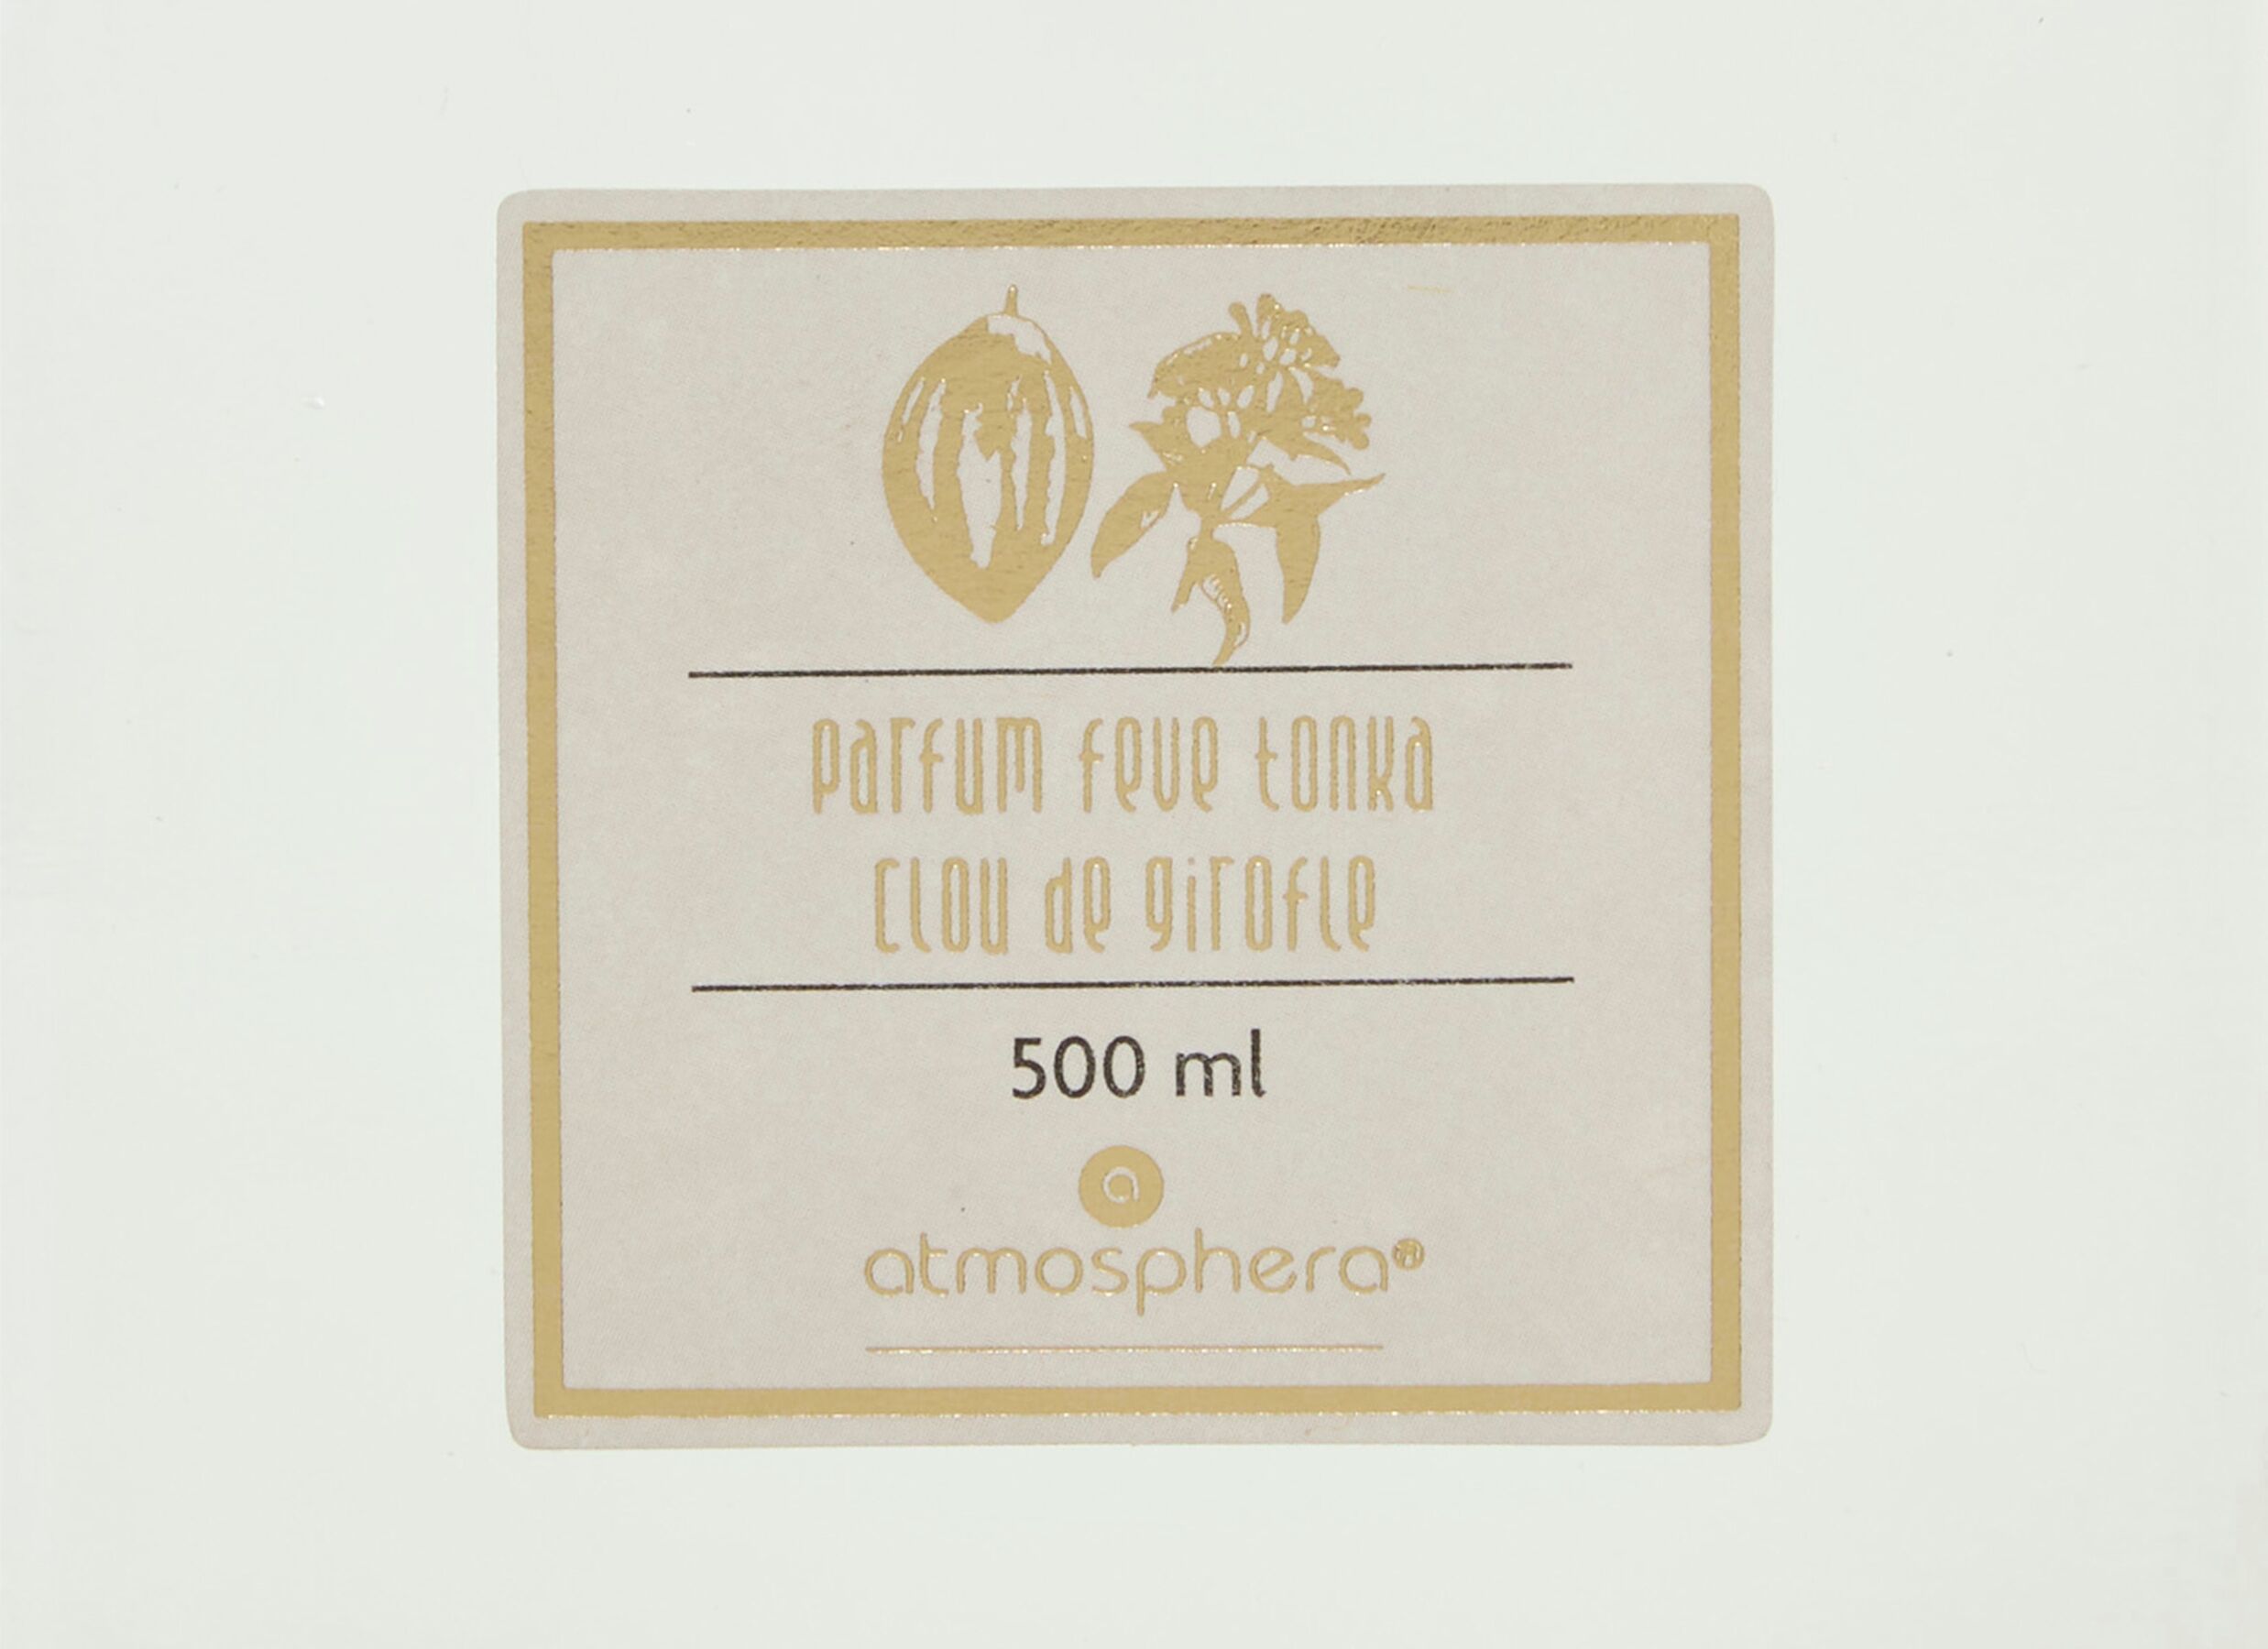 parfum feve tonka
clou de girofle
500 ml
a
atmosphera®